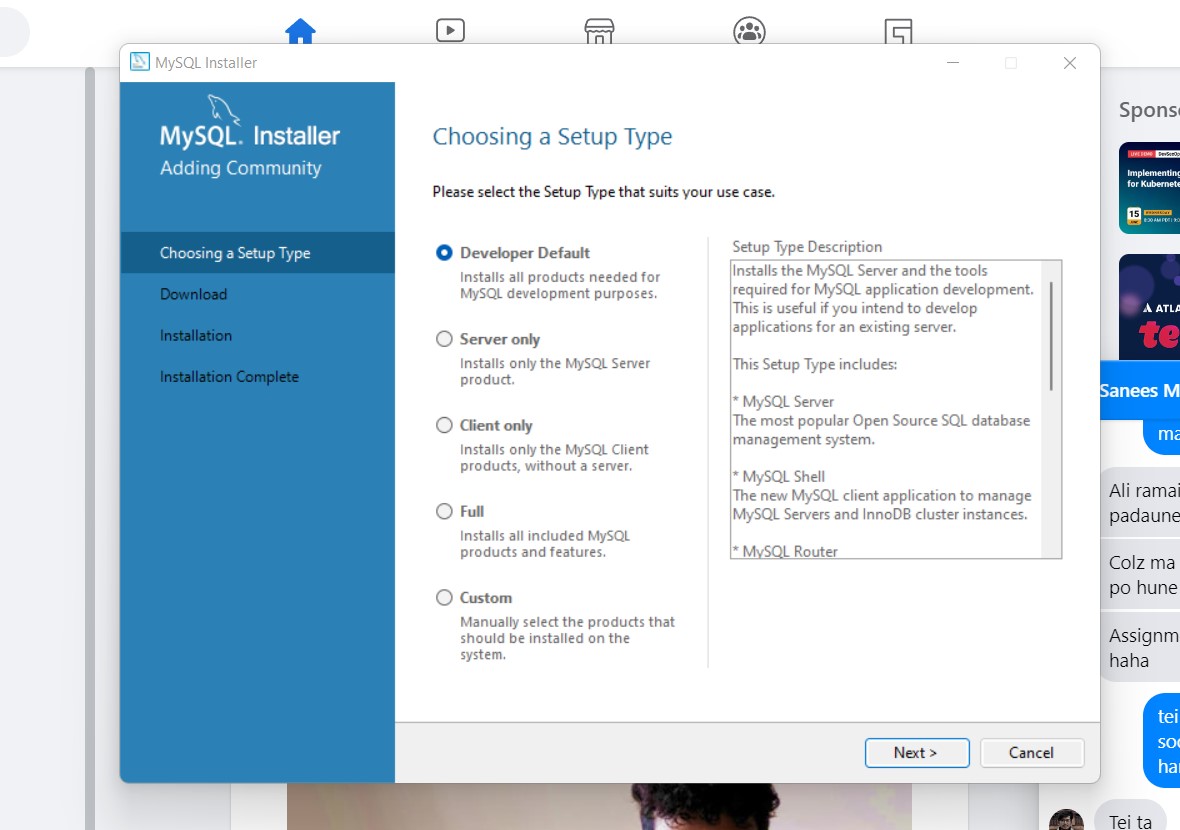 MySQL Installer
MySQL. Installer
Adding Community
Choosing a Setup Type
Download
Installation
Installation Complete
Choosing a Setup Type
Please select the Setup Type that suits your use case.
Developer Default
Installs all products needed for
MySQL development purposes.
Server only
Installs only the MySQL Server
product.
Client only
Installs only the MySQL Client
products, without a server.
Full
Installs all included MySQL
products and features.
Custom
Manually select the products that
should be installed on the
system.
Setup Type Description
Installs the MySQL Server and the tools
required for MySQL application development.
This is useful if you intend to develop
applications for an existing server.
This Setup Type includes:
* MySQL Server
The most popular Open Source SQL database
management system.
* MySQL Shell
The new MySQL client application to manage
MySQL Servers and InnoDB cluster instances.
* MySQL Router
Next >
Cancel
Spons
LIVE DEMO
Implementing
for Kubernete
15
ATLA
te
Sanees M
ma
Ali ramai
padaune
Colz ma
po hune
Assignm
haha
tei
soc
han
Tei ta